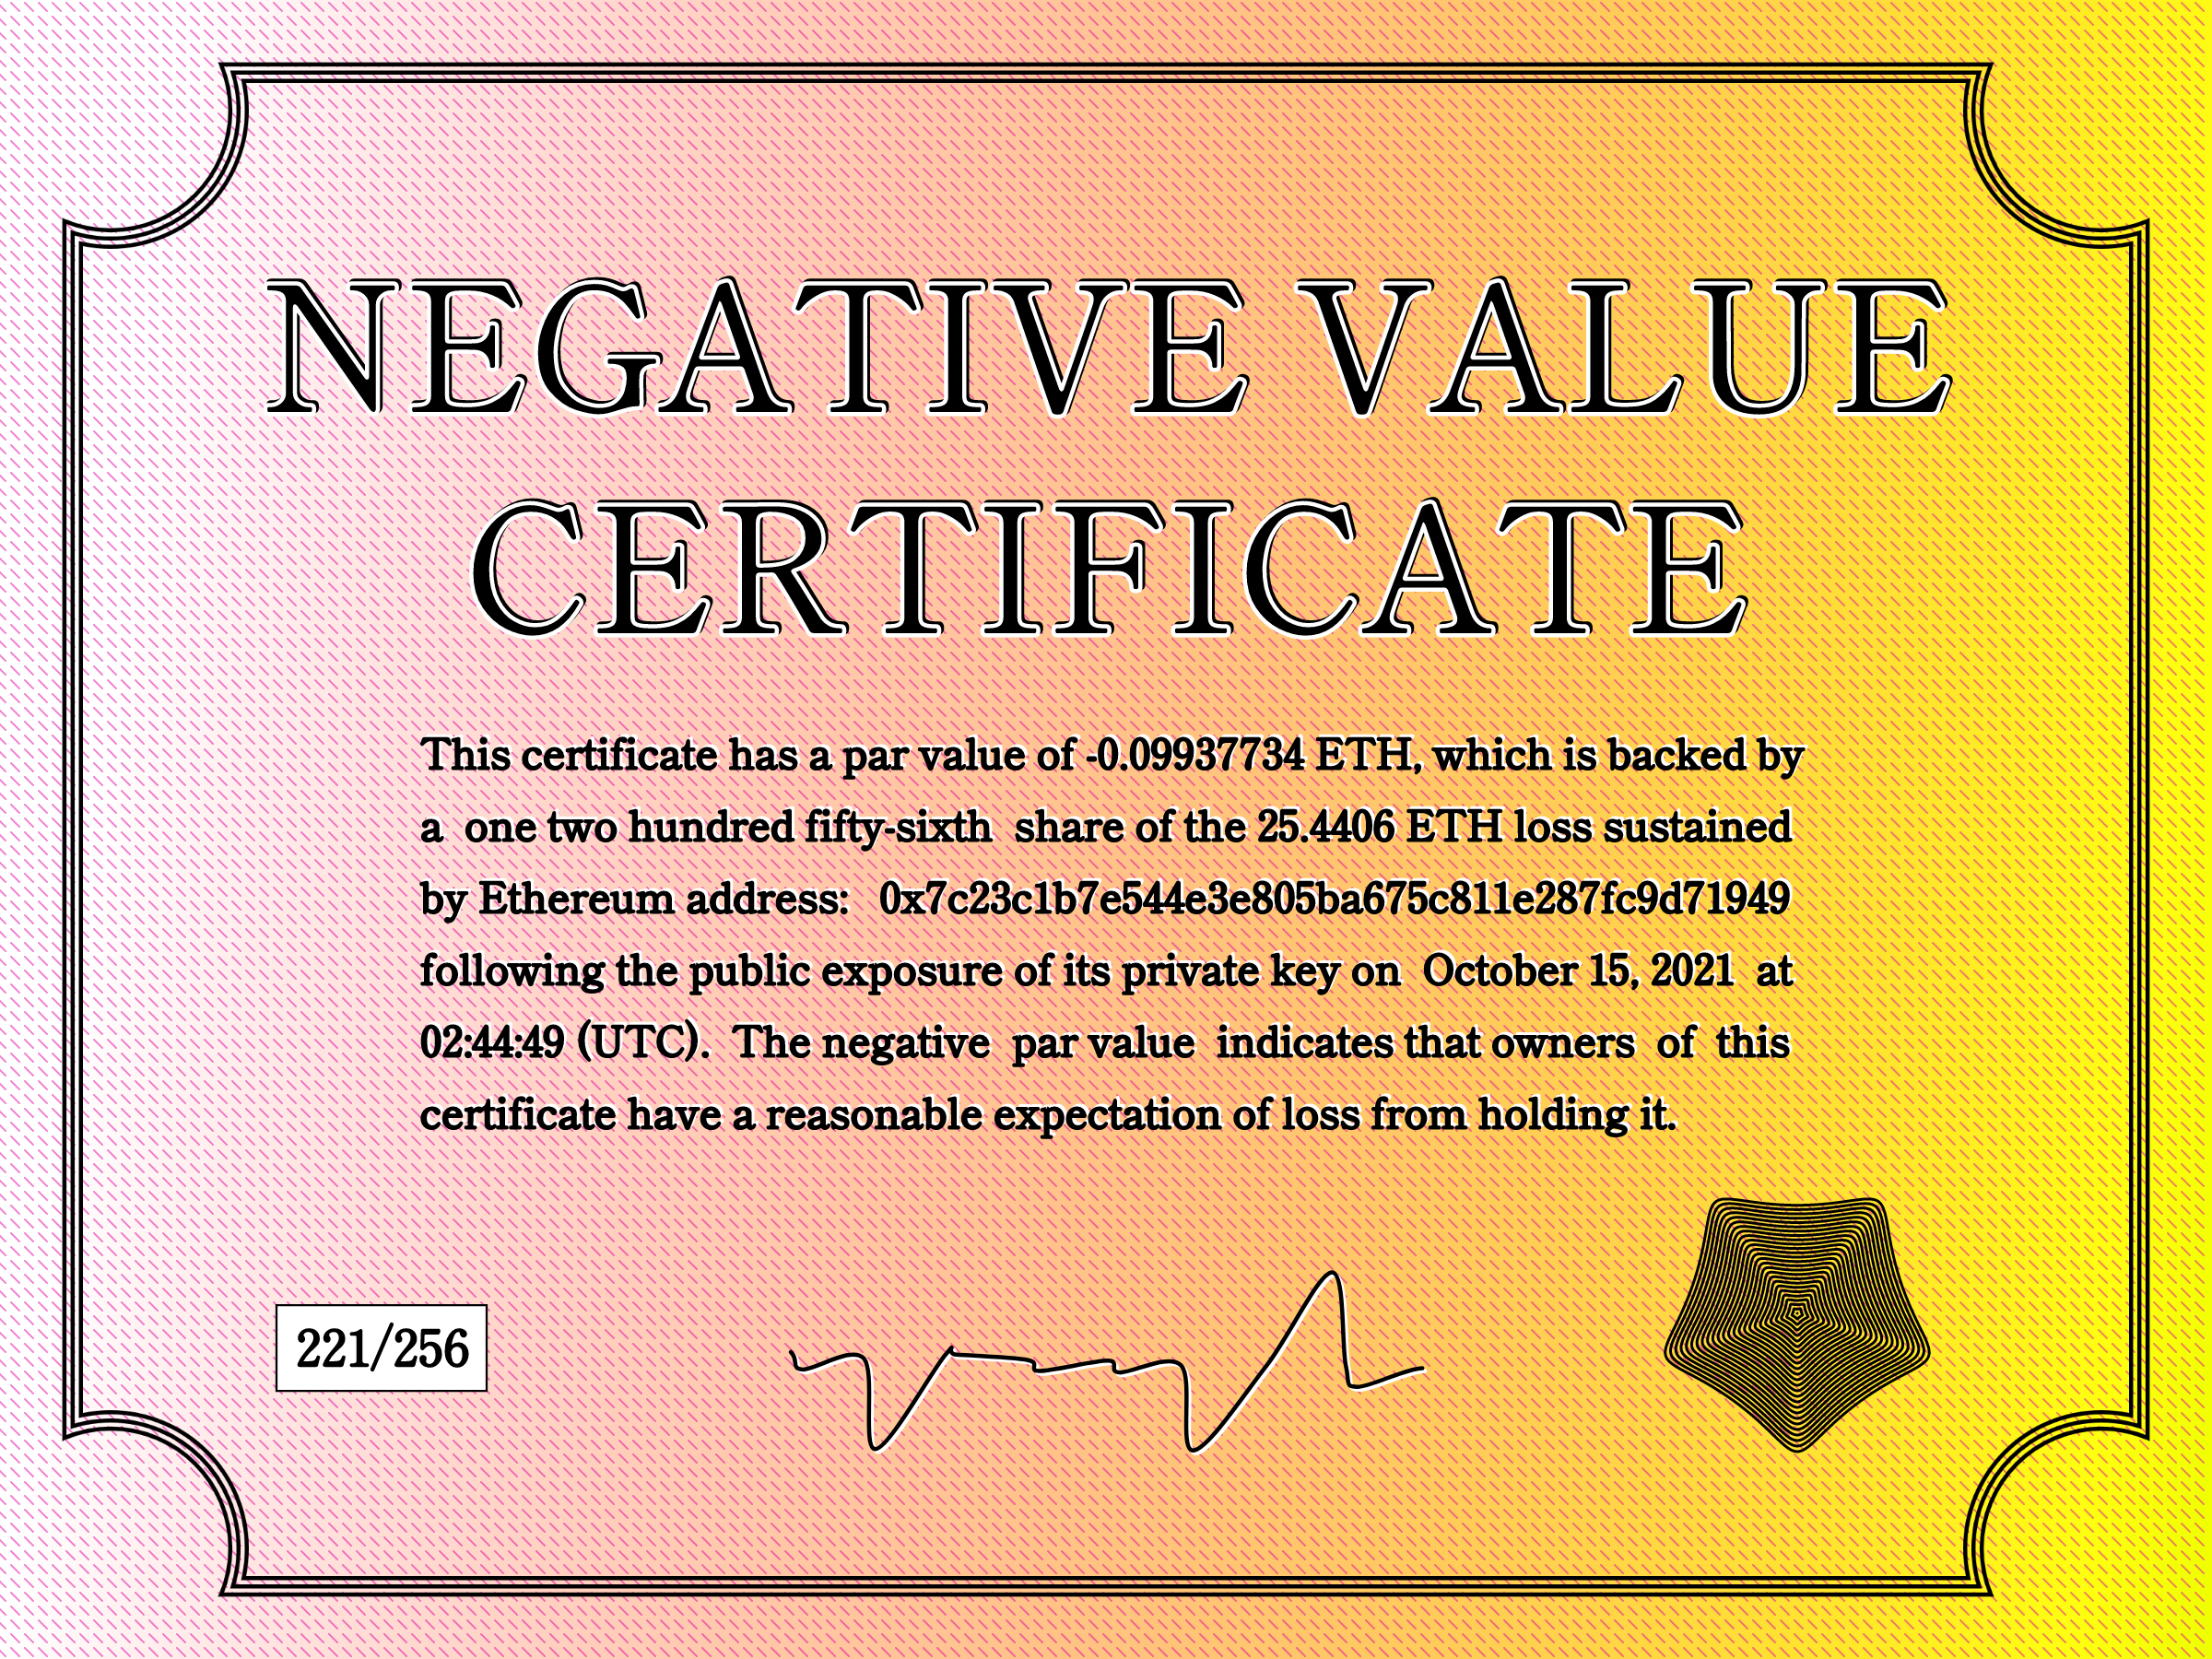 NEGATIVE VALUE
CERTIFICATE
This certificate has a par value of -0.09937734 ETH, which is backed by
a one two hundred fifty-sixth share of the 25.4406 ETH loss sustained
by Ethereum address: 0x7c23c1b7e544e3e805ba675c811e287fc9d71949
following the public exposure of its private key on October 15, 2021 at
02:44:49 (UTC). The negative par value indicates that owners of this
certificate have a reasonable expectation of loss from holding it.
221/256